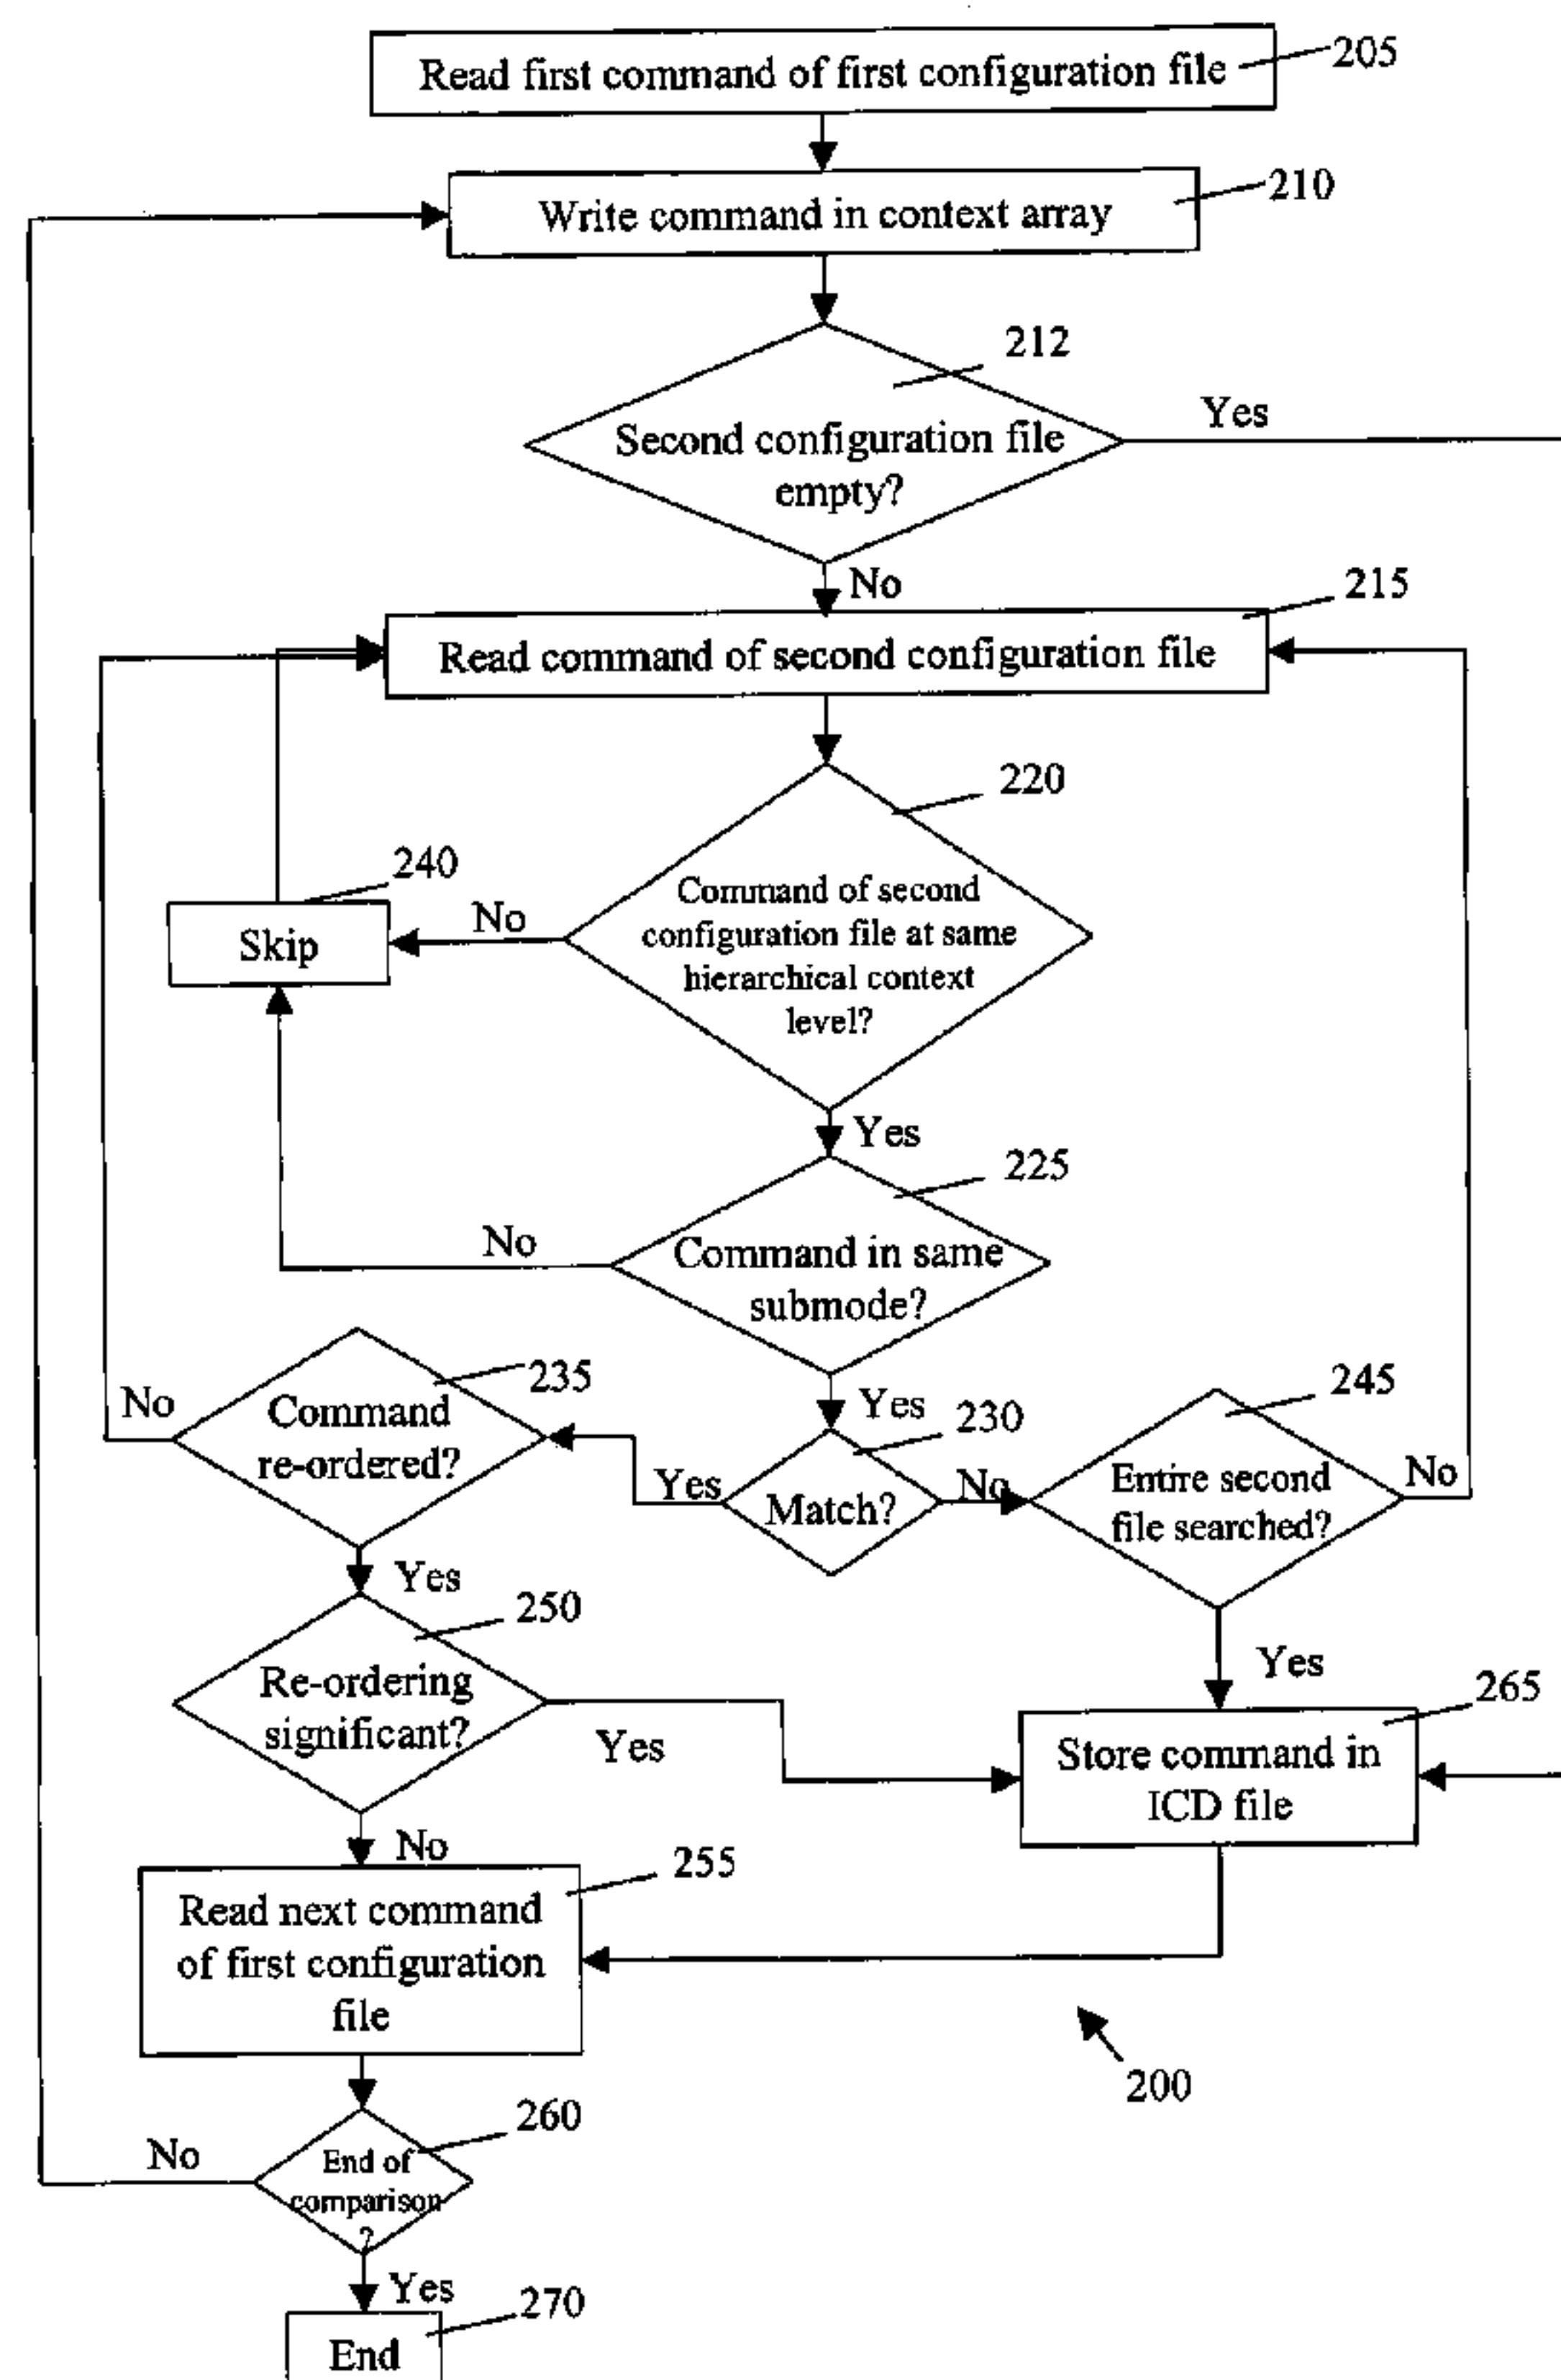 Read first command of first configuration file
205
Write command in context array
210
212
Second configuration file
empty?
Yes
No
215
Read command of second configuration file
220
Command of second
configuration file at same
hierarchical context
level?
240
Skip
No
Yes
225
Command in same
submode?
No
Yes
230
Match?
Yes
No
235
Command
re-ordered?
No
Yes
245
Entire second
file searched?
No
Yes
250
Re-ordering
significant?
Yes
No
265
Store command in
ICD file
255
Read next command
of first configuration
file
200
260
End of
comparison
?
No
Yes
270
End